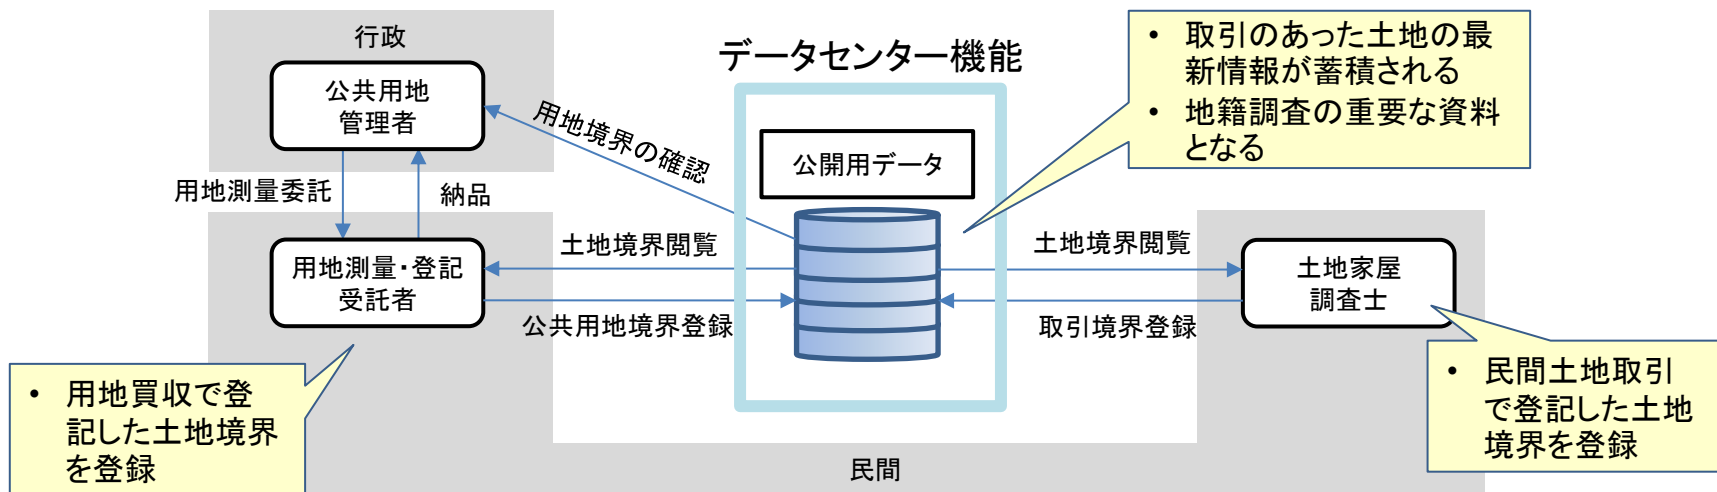 行政
公共用地
管理者
データセンター機能
• 取引のあった土地の最
新情報が蓄積される
• 地籍調査の重要な資料
となる
用地境界の確認
公開用データ
用地測量委託
納品
用地測量・登記
受託者
土地境界閲覧
公共用地境界登録
土地境界閲覧
取引境界登録
土地家屋
調査士
• 用地買収で登
記した土地境界
を登録
• 民間土地取引
で登記した土地
境界を登録
民間